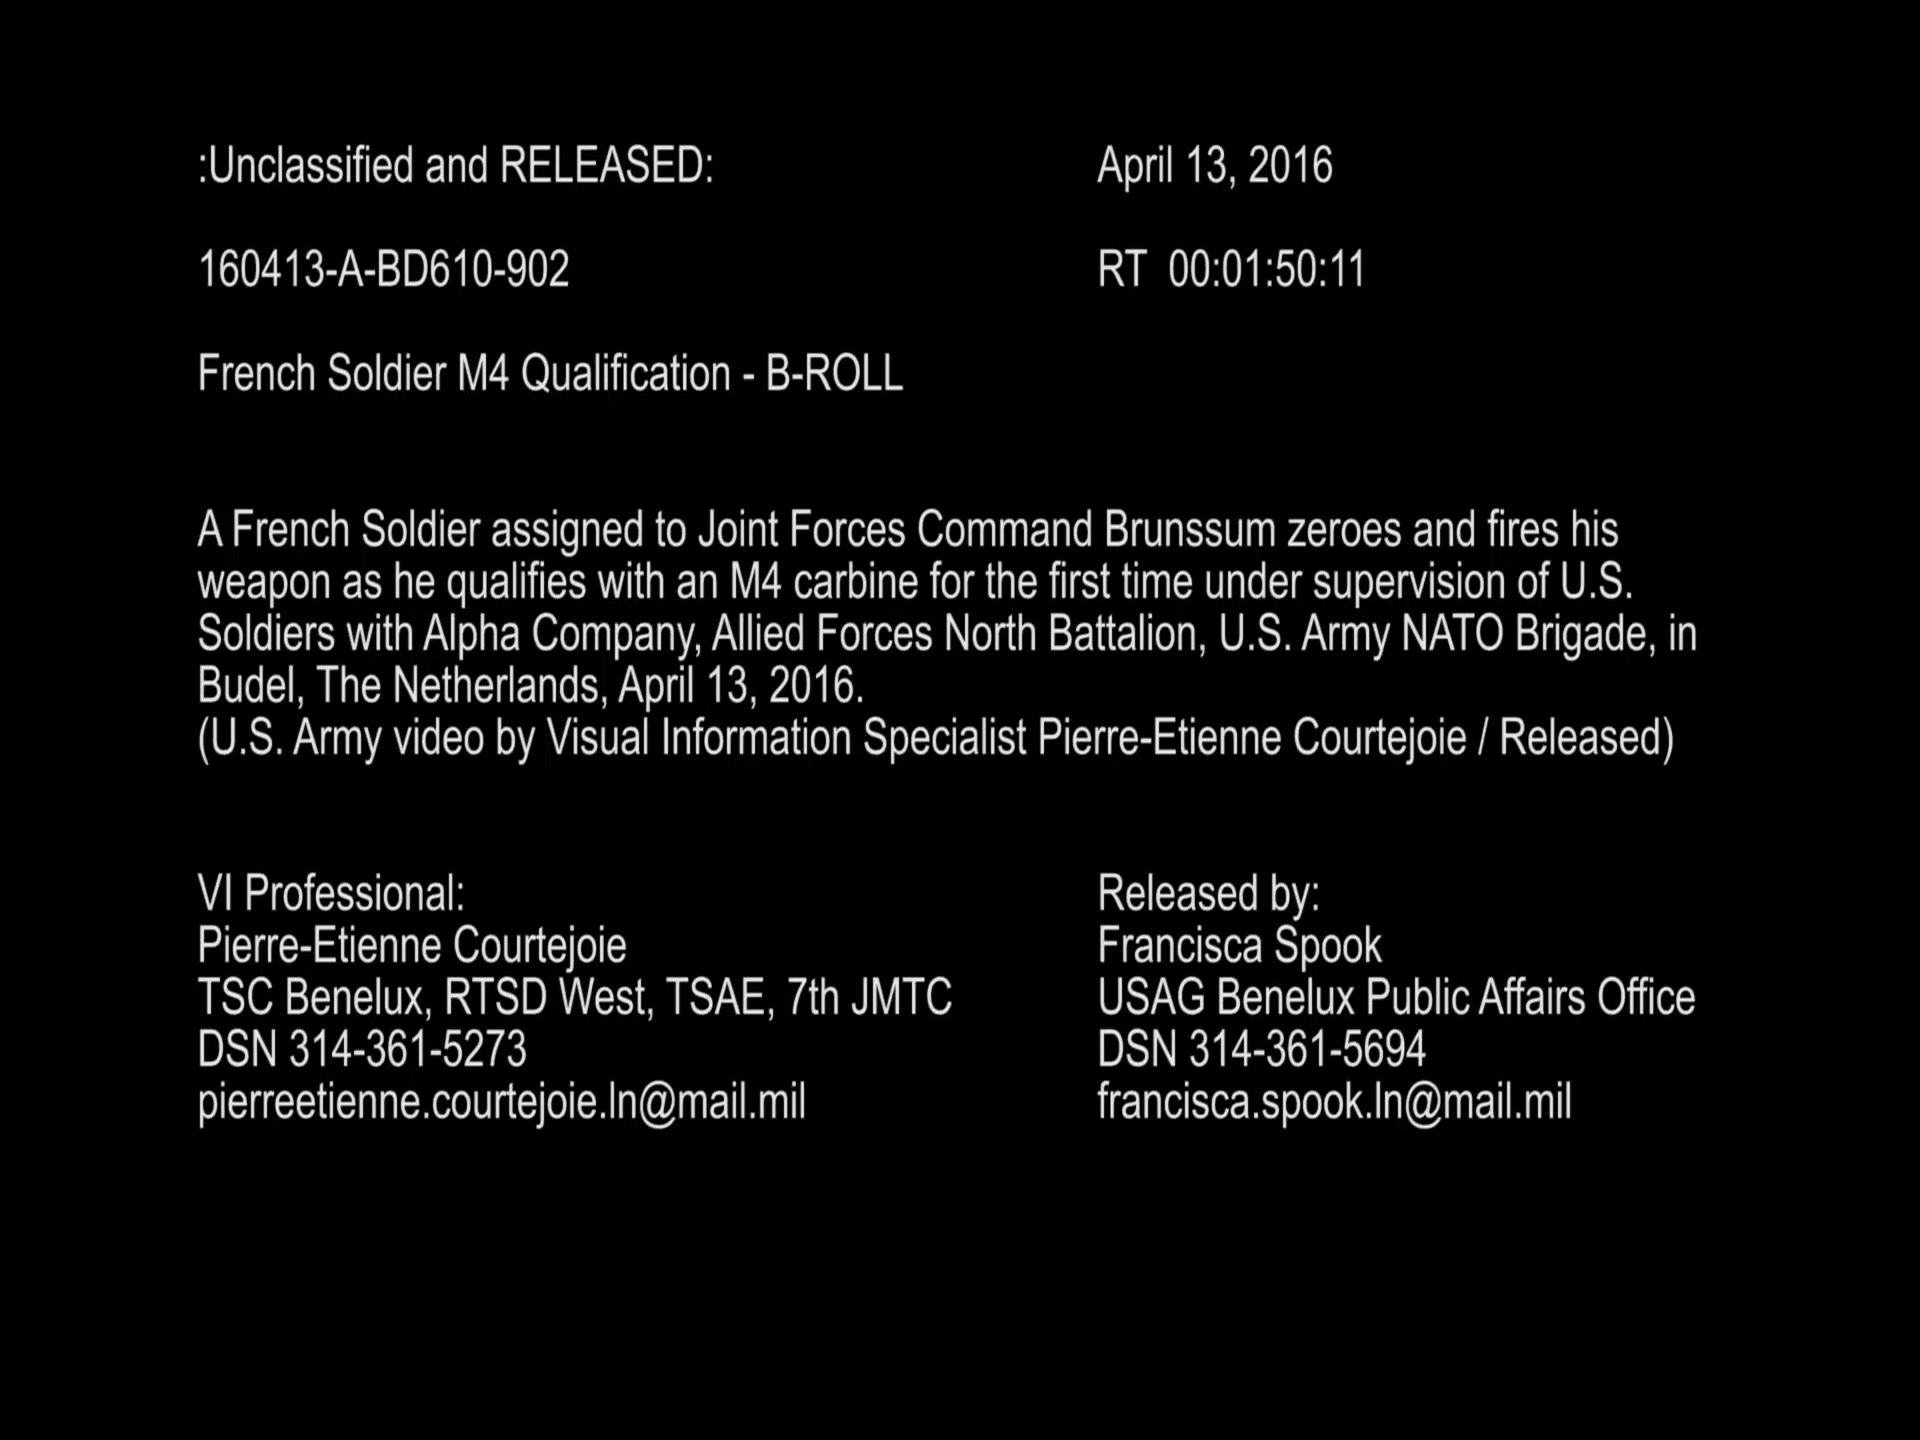 :Unclassified and RELEASED:
April 13, 2016
160413-A-BD610-902
RT 00:01:50:11
French Soldier M4 Qualification - B-ROLL
A French Soldier assigned to Joint Forces Command Brunssum zeroes and fires his
weapon as he qualifies with an M4 carbine for the first time under supervision of U.S.
Soldiers with Alpha Company, Allied Forces North Battalion, U.S. Army NATO Brigade, in
Budel, The Netherlands, April 13, 2016.
(U.S. Army video by Visual Information Specialist Pierre-Etienne Courtejoie / Released)
VI Professional:
Pierre-Etienne Courtejoie
TSC Benelux, RTSD West, TSAE, 7th JMTC
DSN 314-361-5273
pierreetienne.courtejoie.ln@mail.mil
Released by:
Francisca Spook
USAG Benelux Public Affairs Office
DSN 314-361-5694
francisca.spook.ln@mail.mil